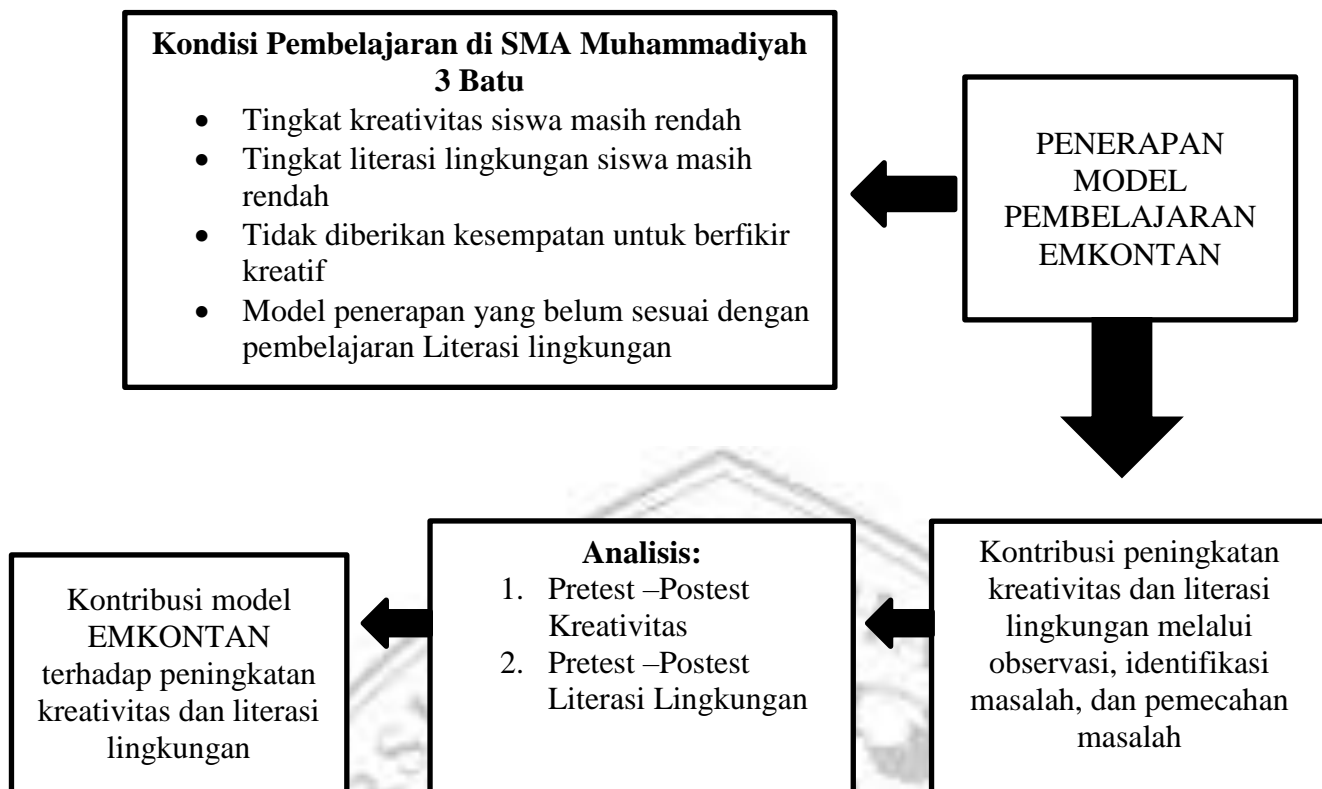 Kondisi Pembelajaran di SMA Muhammadiyah
3 Batu
• Tingkat kreativitas siswa masih rendah
• Tingkat literasi lingkungan siswa masih
rendah
• Tidak diberikan kesempatan untuk berfikir
kreatif
• Model penerapan yang belum sesuai dengan
pembelajaran Literasi lingkungan
PENERAPAN
MODEL
PEMBELAJARAN
EMKONTAN
Kontribusi peningkatan
kreativitas dan literasi
lingkungan melalui
observasi, identifikasi
masalah, dan pemecahan
masalah
Analisis:
1. Pretest –Postest
Kreativitas
2. Pretest –Postest
Literasi Lingkungan
Kontribusi model
EMKONTAN
terhadap peningkatan
kreativitas dan literasi
lingkungan